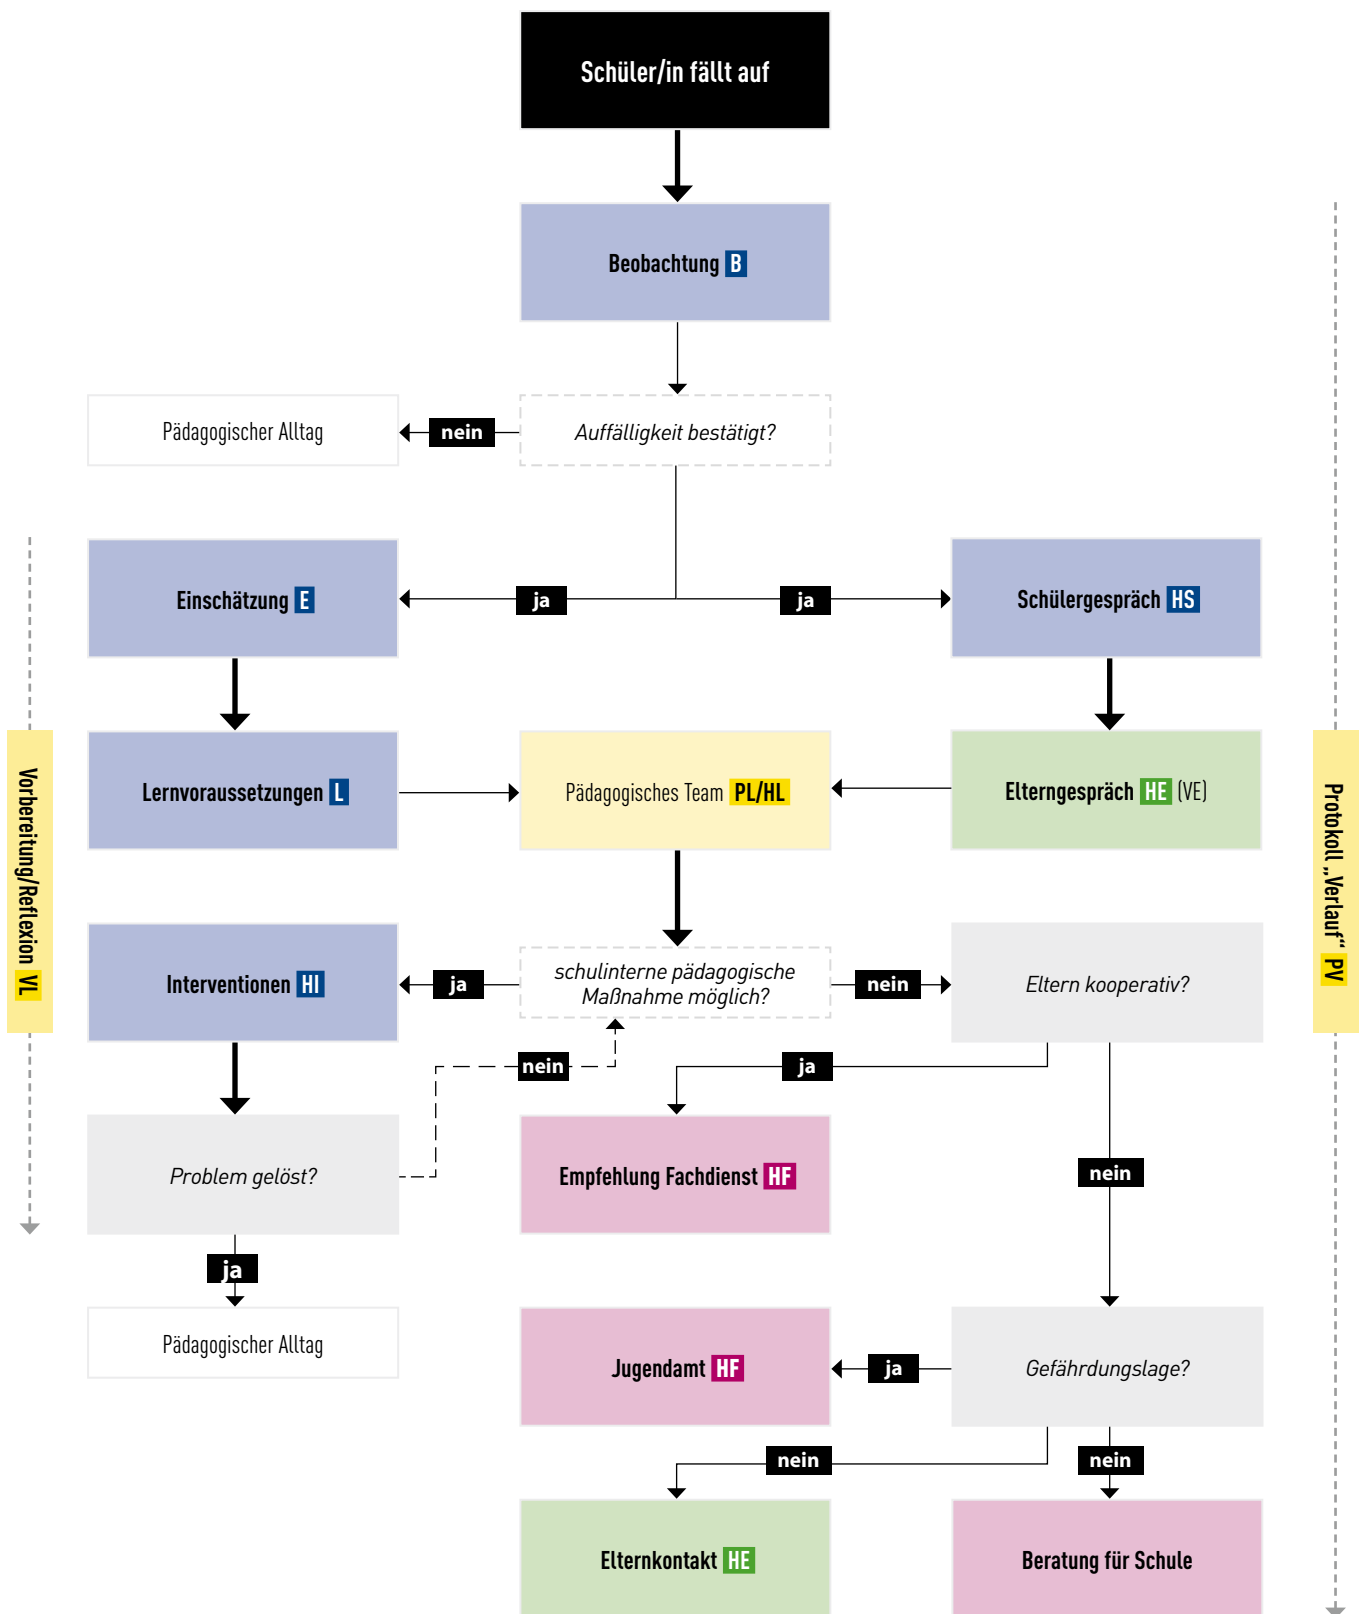 Schüler/in fällt auf
Beobachtung B
Pädagogischer Alltag
nein
Auffälligkeit bestätigt?
Einschätzung E
ja
ja
Schülergespräch HS
Vorbereitung/Reflexion VL
Lernvoraussetzungen L
Pädagogisches Team PL/HL
Elterngespräch HE (VE)
Protokoll „Verlauf“ PV
Interventionen HI
ja
schulinterne pädagogische
Maßnahme möglich?
nein
Eltern kooperativ?
nein
ja
Problem gelöst?
Empfehlung Fachdienst HF
nein
ja
Pädagogischer Alltag
Jugendamt HF
ja
Gefährdungslage?
nein
nein
Elternkontakt HE
Beratung für Schule